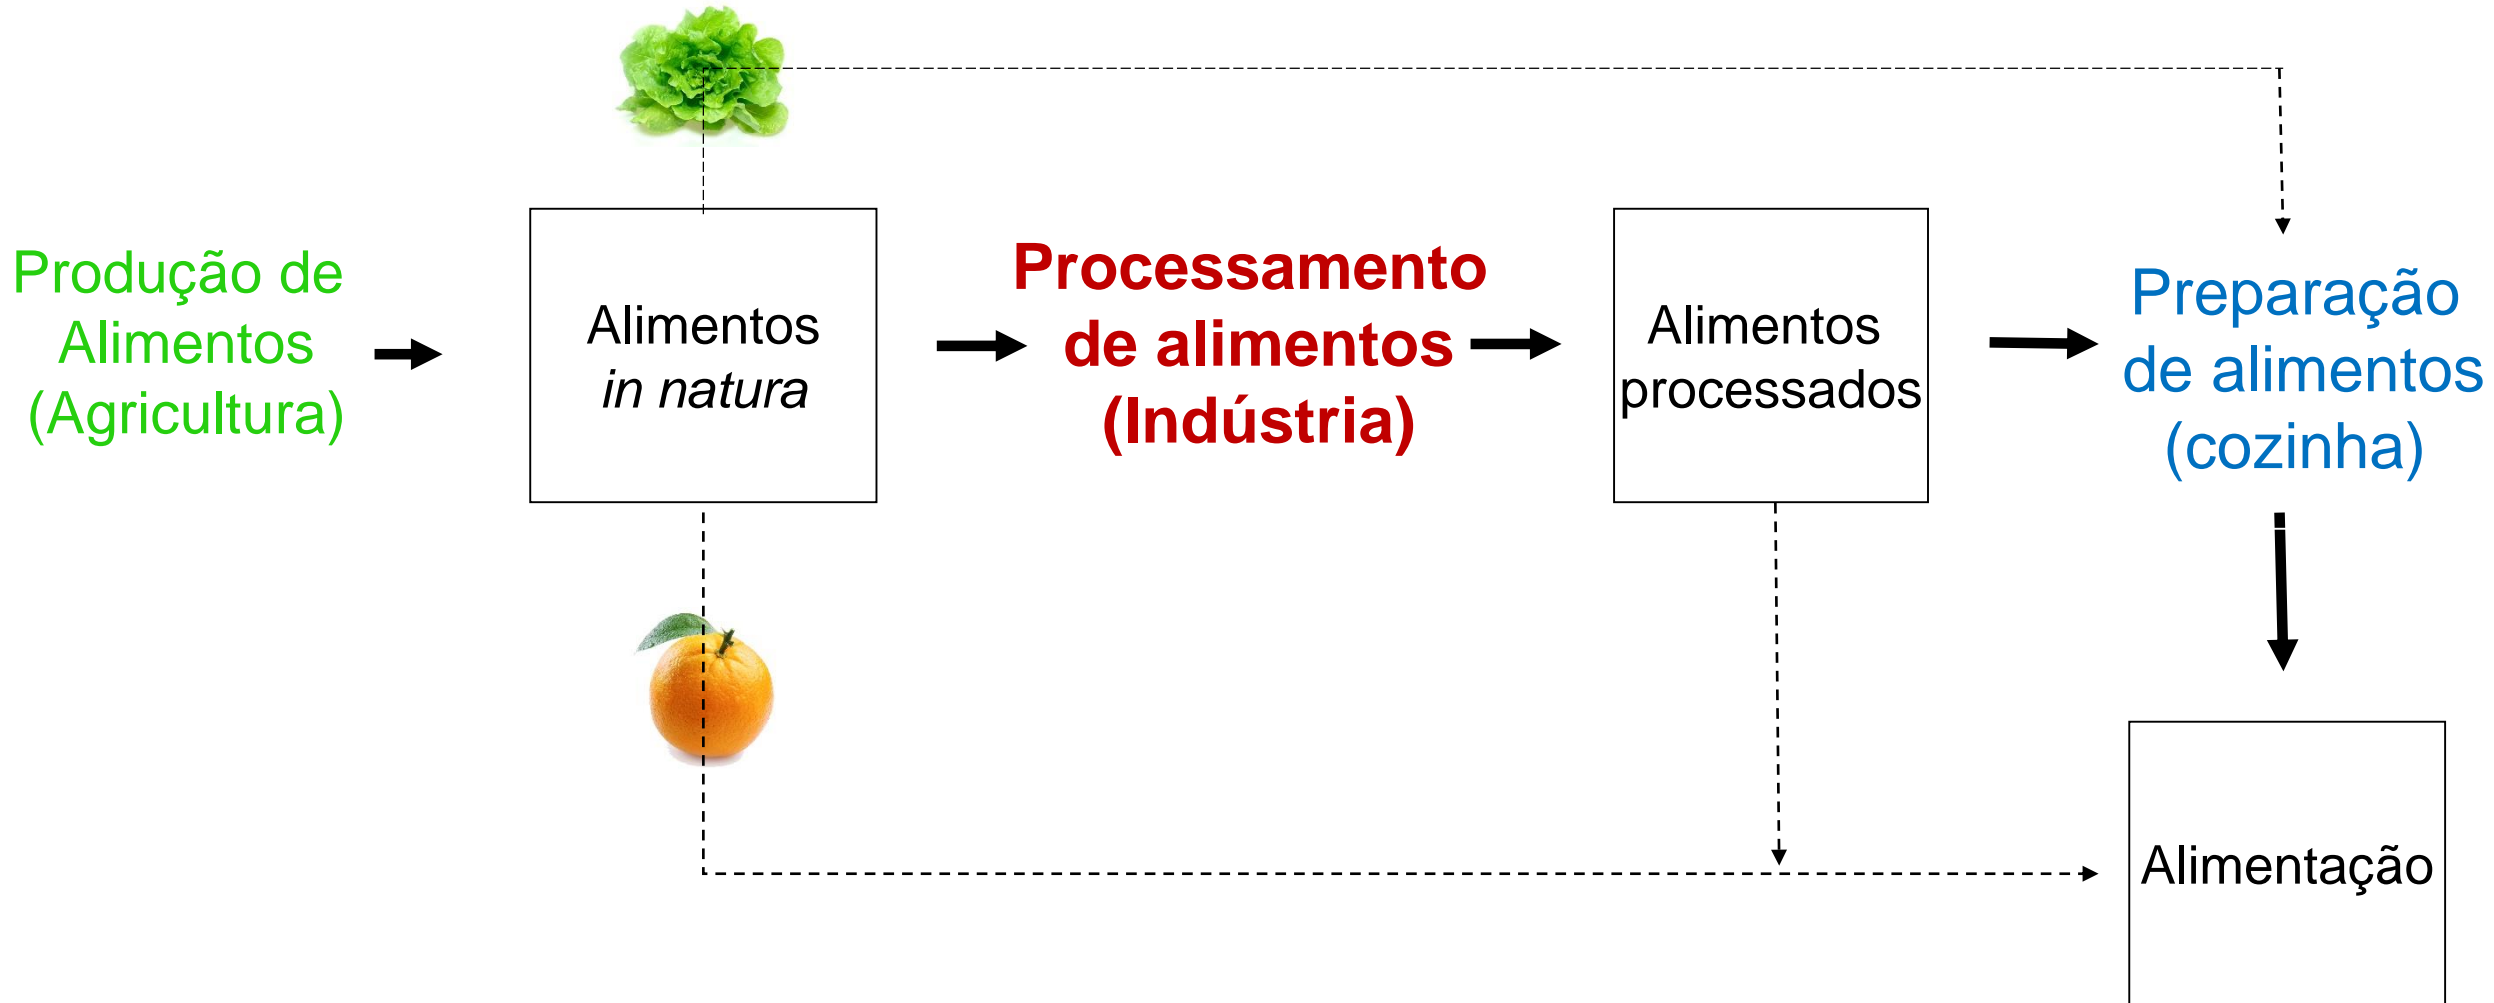 Produção de
Alimentos
(Agricultura)
Alimentos
in natura
Processamento
de alimentos
(Indústria)
Alimentos
processados
Preparação
de alimentos
(cozinha)
Alimentação